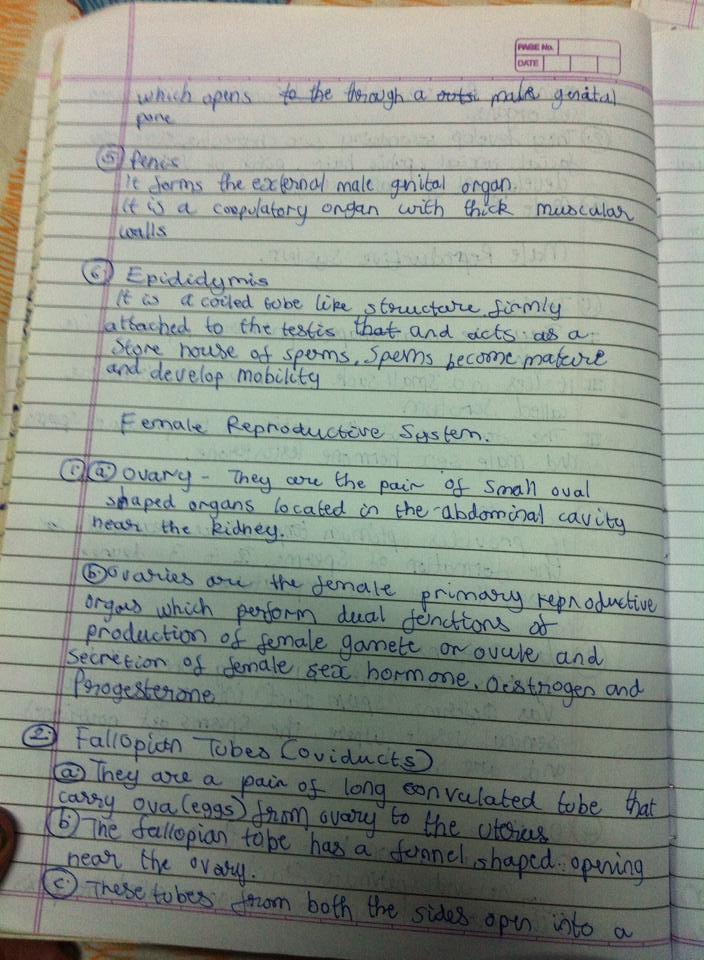 PAGE No.
DATE
which opens to the through a outs male genital
pore
5 Penis
It forms the external male genital organ.
It is a coopulatory organ with thick muscular
walls
6 Epididymis
It is a coiled tobe like structure firmly
attached to the testis that and acts as a
store house of sperms. Sperms become mature
and develop mobility
Female Reproductive System.
1. a ovary - They are the pair of small oval
shaped organs located in the abdominal cavity
near the kidney.
b. Ovaries are the female primary reproductive
orgas which perform dual functions of
production of female gamete or ovule and
secretion of female sex hormone. Oestrogen and
Progesterone
2. Fallopian Tubes (oviducts)
a They are a pair of long convulated tobe that
carry ova (eggs) from ovary to the uterus
b The fallopian tobe has a funnel shaped opening
near the ovary.
c. These tubes from both the sides open into a